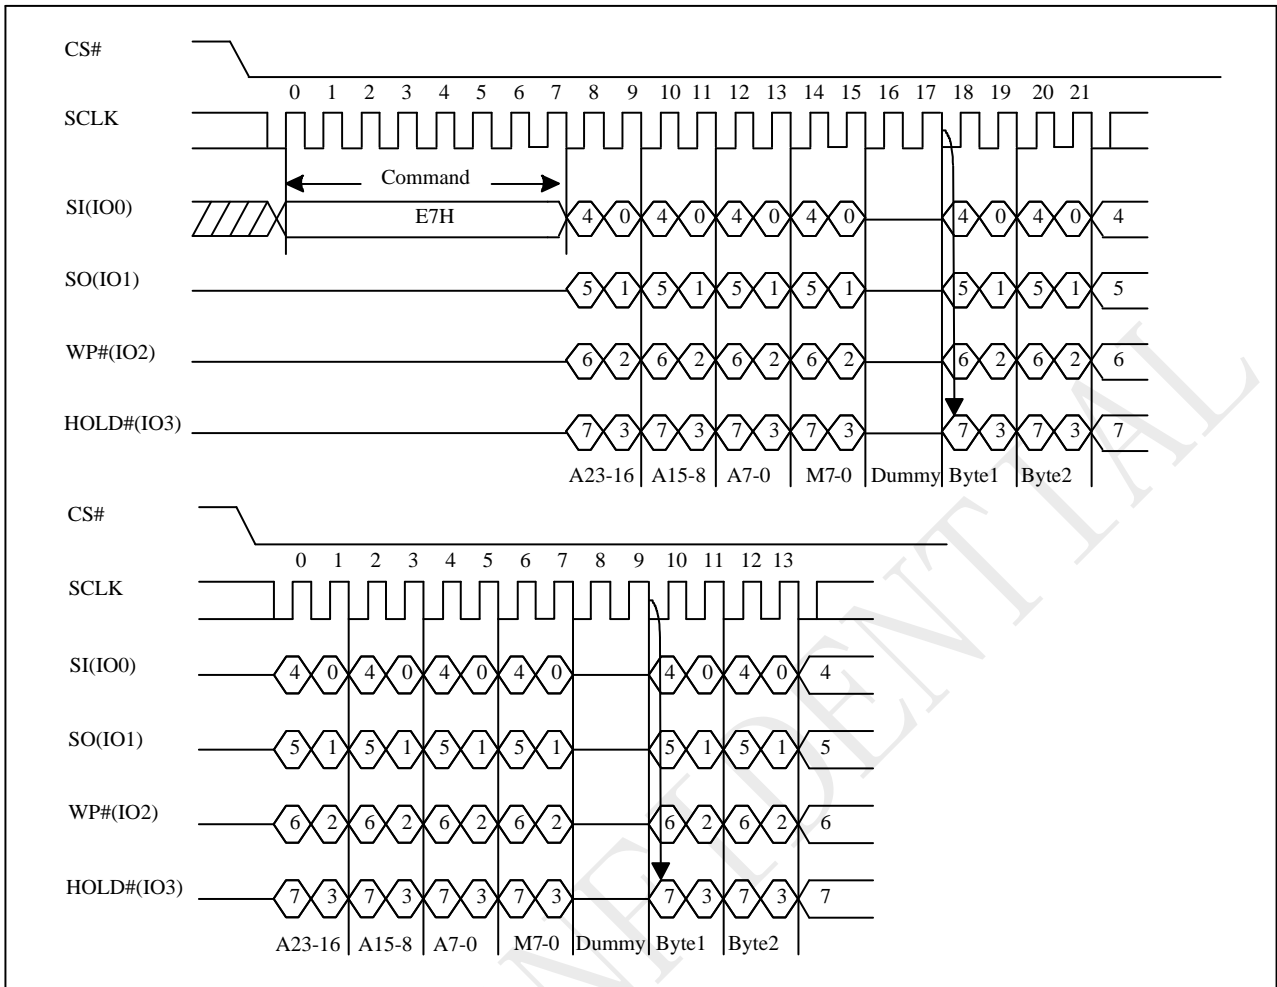 CS#
0 1 2 3 4 5 6 7 8 9 10 11 12 13 14 15 16 17 18 19 20 21
SCLK
Command
SI(IO0) E7H 4 0 4 0 4 0 4 0 4 0 4 0 4
SO(IO1) 5 1 5 1 5 1 5 1 5 1 5 1 5
WP#(IO2) 6 2 6 2 6 2 6 2 6 2 6 2 6
HOLD#(IO3) 7 3 7 3 7 3 7 3 7 3 7 3 7
A23-16 A15-8 A7-0 M7-0 Dummy Byte1 Byte2
CS#
0 1 2 3 4 5 6 7 8 9 10 11 12 13
SCLK
SI(IO0) 4 0 4 0 4 0 4 0 4 0 4 0 4
SO(IO1) 5 1 5 1 5 1 5 1 5 1 5 1 5
WP#(IO2) 6 2 6 2 6 2 6 2 6 2 6 2 6
HOLD#(IO3) 7 3 7 3 7 3 7 3 7 3 7 3 7
A23-16 A15-8 A7-0 M7-0 Dummy Byte1 Byte2
NFIDENTIAL